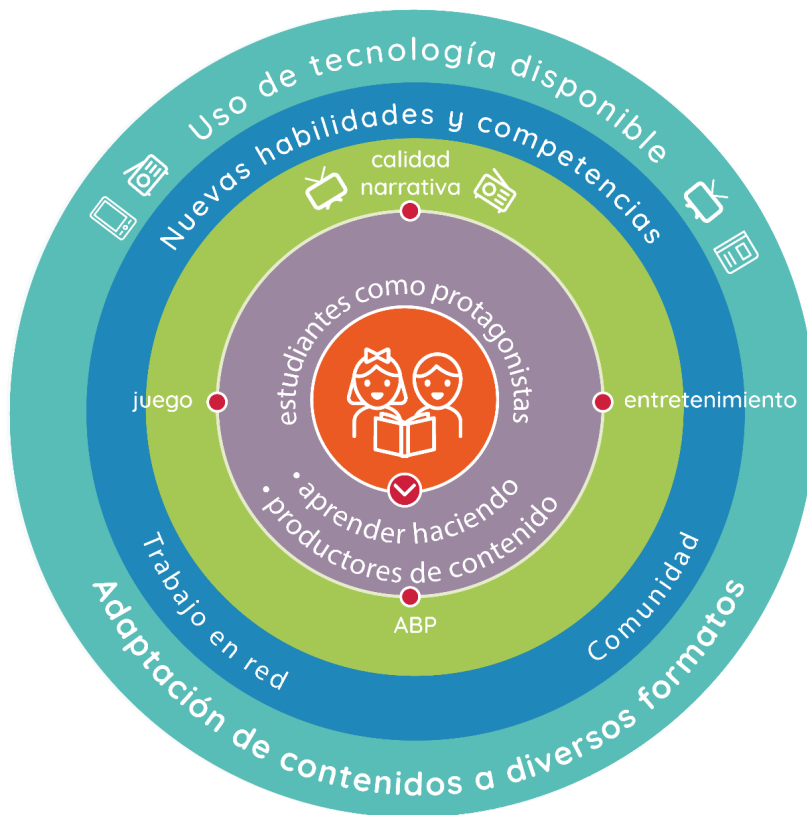 Uso de tecnología disponible
Nuevas habilidades y competencias
calidad
narrativa
estudiantes como protagonistas
juego
entretenimiento
• aprender haciendo
• productores de contenido
ABP
Trabajo en red
Comunidad
Adaptación de contenidos a diversos formatos